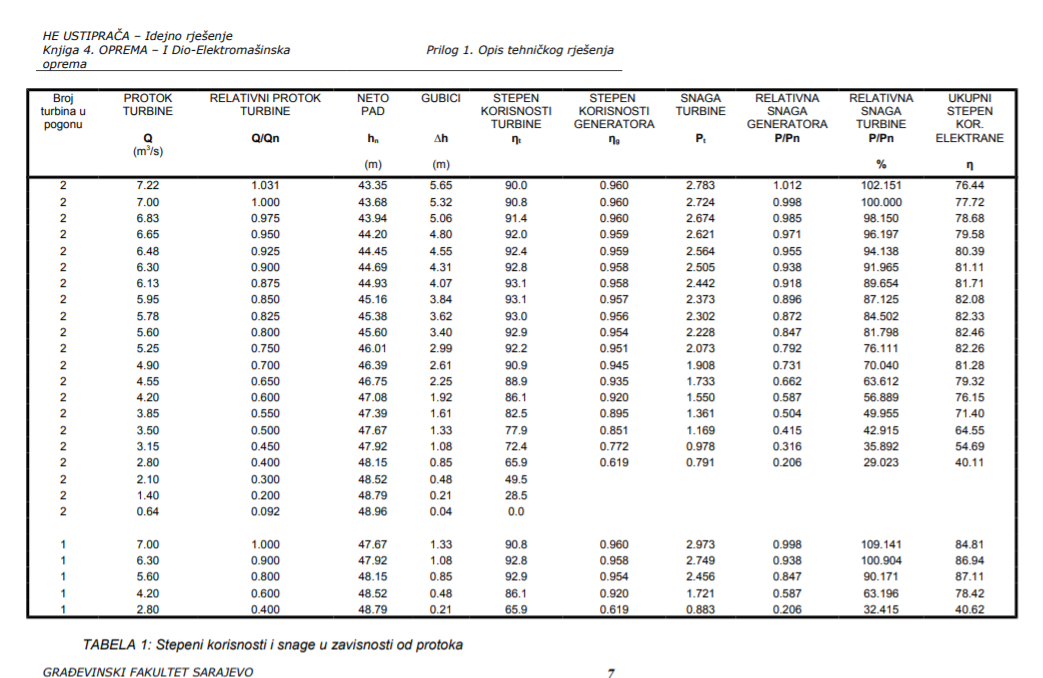 HE USTIPRAČA – Idejno rješenje
Knjiga 4. OPREMA – I Dio-Elektromašinska Prilog 1. Opis tehničkog rješenja
oprema
Broj PROTOK RELATIVNI PROTOK NETO GUBICI STEPEN STEPEN SNAGA RELATIVNA RELATIVNA UKUPNI
turbina u TURBINE TURBINE PAD KORISNOSTI KORISNOSTI TURBINE SNAGA SNAGA STEPEN
pogonu TURBINE GENERATORA GENERATORA TURBINE KOR.
Q Q/Qn hₙ Δh ηₜ η₉ Pₜ P/Pn P/Pn ELEKTRANE
(m³/s)
(m) (m) % η
2 7.22 1.031 43.35 5.65 90.0 0.960 2.783 1.012 102.151 76.44
2 7.00 1.000 43.68 5.32 90.8 0.960 2.724 0.998 100.000 77.72
2 6.83 0.975 43.94 5.06 91.4 0.960 2.674 0.985 98.150 78.68
2 6.65 0.950 44.20 4.80 92.0 0.959 2.621 0.971 96.197 79.58
2 6.48 0.925 44.45 4.55 92.4 0.959 2.564 0.955 94.138 80.39
2 6.30 0.900 44.69 4.31 92.8 0.958 2.505 0.938 91.965 81.11
2 6.13 0.875 44.93 4.07 93.1 0.958 2.442 0.918 89.654 81.71
2 5.95 0.850 45.16 3.84 93.1 0.957 2.373 0.896 87.125 82.08
2 5.78 0.825 45.38 3.62 93.0 0.956 2.302 0.872 84.502 82.33
2 5.60 0.800 45.60 3.40 92.9 0.954 2.228 0.847 81.798 82.46
2 5.25 0.750 46.01 2.99 92.2 0.951 2.073 0.792 76.111 82.26
2 4.90 0.700 46.39 2.61 90.9 0.945 1.908 0.731 70.040 81.28
2 4.55 0.650 46.75 2.25 88.9 0.935 1.733 0.662 63.612 79.32
2 4.20 0.600 47.08 1.92 86.1 0.920 1.550 0.587 56.889 76.15
2 3.85 0.550 47.39 1.61 82.5 0.895 1.361 0.504 49.955 71.40
2 3.50 0.500 47.67 1.33 77.9 0.851 1.169 0.415 42.915 64.55
2 3.15 0.450 47.92 1.08 72.4 0.772 0.978 0.316 35.892 54.69
2 2.80 0.400 48.15 0.85 65.9 0.619 0.791 0.206 29.023 40.11
2 2.10 0.300 48.52 0.48 49.5
2 1.40 0.200 48.79 0.21 28.5
2 0.64 0.092 48.96 0.04 0.0
1 7.00 1.000 47.67 1.33 90.8 0.960 2.973 0.998 109.141 84.81
1 6.30 0.900 47.92 1.08 92.8 0.958 2.749 0.938 100.904 86.94
1 5.60 0.800 48.15 0.85 92.9 0.954 2.456 0.847 90.171 87.11
1 4.20 0.600 48.52 0.48 86.1 0.920 1.721 0.587 63.196 78.42
1 2.80 0.400 48.79 0.21 65.9 0.619 0.883 0.206 32.415 40.62
TABELA 1: Stepeni korisnosti i snage u zavisnosti od protoka
GRAĐEVINSKI FAKULTET SARAJEVO 7